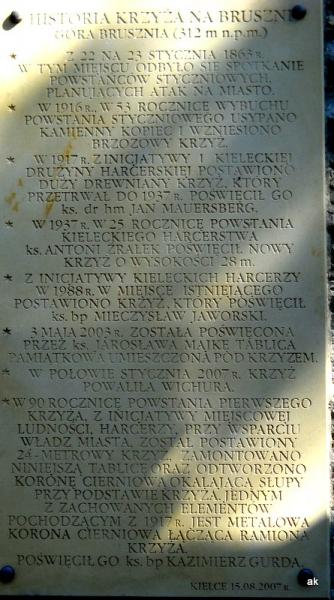 HISTORIA KRZYŻA NA BRUSZNI
GÓRA BRUSZNIA (312 m n.p.m.)
* Z 22 NA 23 STYCZNIA 1863 R.
W TYM MIEJSCU ODBYŁO SIĘ SPOTKANIE
POWSTAŃCÓW STYCZNIOWYCH,
PLANUJĄCYCH ATAK NA MIASTO.
* W 1916 R., W 53 ROCZNICĘ WYBUCHU
POWSTANIA STYCZNIOWEGO USYPANO
KAMIENNY KOPIEC I WZNIESIONO
BRZOZOWY KRZYŻ.
* W 1917 R. Z INICJATYWY I KIELECKIEJ
DRUŻYNY HARCERSKIEJ POSTAWIONO
DUŻY DREWNIANY KRZYŻ, KTÓRY
PRZETRWAŁ DO 1937 R. POŚWIĘCIŁ GO
ks. dr hm JAN MAUERSBERG.
* W 1937 R. W 25 ROCZNICĘ POWSTANIA
KIELECKIEGO HARCERSTWA
ks. ANTONI ŻRAŁEK POŚWIĘCIŁ NOWY
KRZYŻ O WYSOKOŚCI 28 m.
* Z INICJATYWY KIELECKICH HARCERZY
W 1988 R. W MIEJSCE ISTNIEJĄCEGO
POSTAWIONO KRZYŻ, KTÓRY POŚWIĘCIŁ
ks. bp MIECZYSŁAW JAWORSKI.
* 3 MAJA 2003 R. ZOSTAŁA POŚWIĘCONA
PRZEZ ks. JAROSŁAWA MAJKĘ TABLICA
PAMIĄTKOWA UMIESZCZONA POD KRZYŻEM.
* W POŁOWIE STYCZNIA 2007 R. KRZYŻ
POWALIŁA WICHURA.
* W 90 ROCZNICĘ POWSTANIA PIERWSZEGO
KRZYŻA, Z INICJATYWY MIEJSCOWEJ
LUDNOŚCI, HARCERZY, PRZY WSPARCIU
WŁADZ MIASTA, ZOSTAŁ POSTAWIONY
METROWY KRZYŻ, ZAMONTOWANO
NINIEJSZĄ TABLICĘ ORAZ ODTWORZONO
KORONĘ CIERNIOWĄ OKALAJĄCĄ SŁUPY
PRZY PODSTAWIE KRZYŻA. JEDNYM
Z ZACHOWANYCH ELEMENTÓW
POCHODZĄCYM Z 1917 R. JEST METALOWA
KORONA CIERNIOWA ŁĄCZĄCA RAMIONA
KRZYŻA.
POŚWIĘCIŁ GO ks. bp KAZIMIERZ GURDA.
KIELCE 15.08.2007 R.
ak